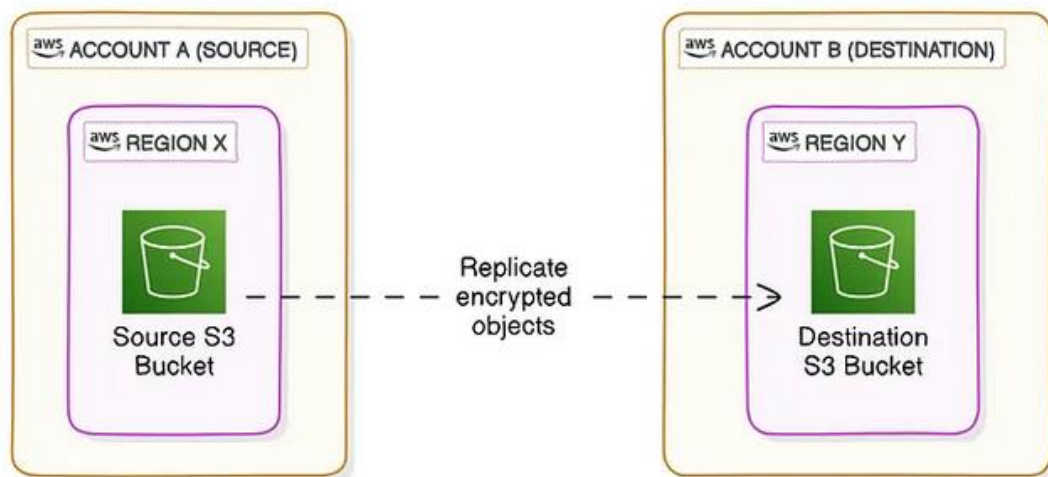 aws ACCOUNT A (SOURCE)
aws REGION X
Source S3
Bucket
Replicate
encrypted
objects
aws ACCOUNT B (DESTINATION)
aws REGION Y
Destination
S3 Bucket